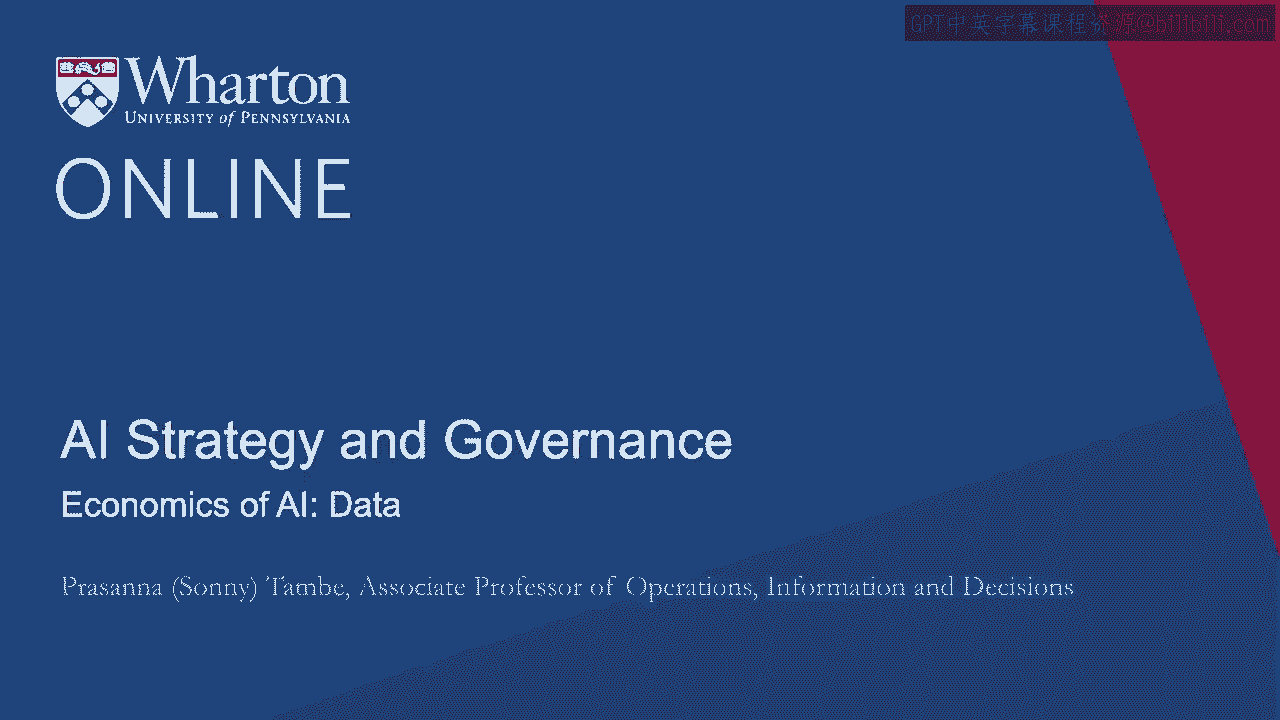 GPT中英字幕课程资源@bilibili.com
Wharton
UNIVERSITY of PENNSYLVANIA
ONLINE
AI Strategy and Governance
Economics of AI: Data
Prasanna (Sonny) Tambe, Associate Professor of Operations, Information and Decisions